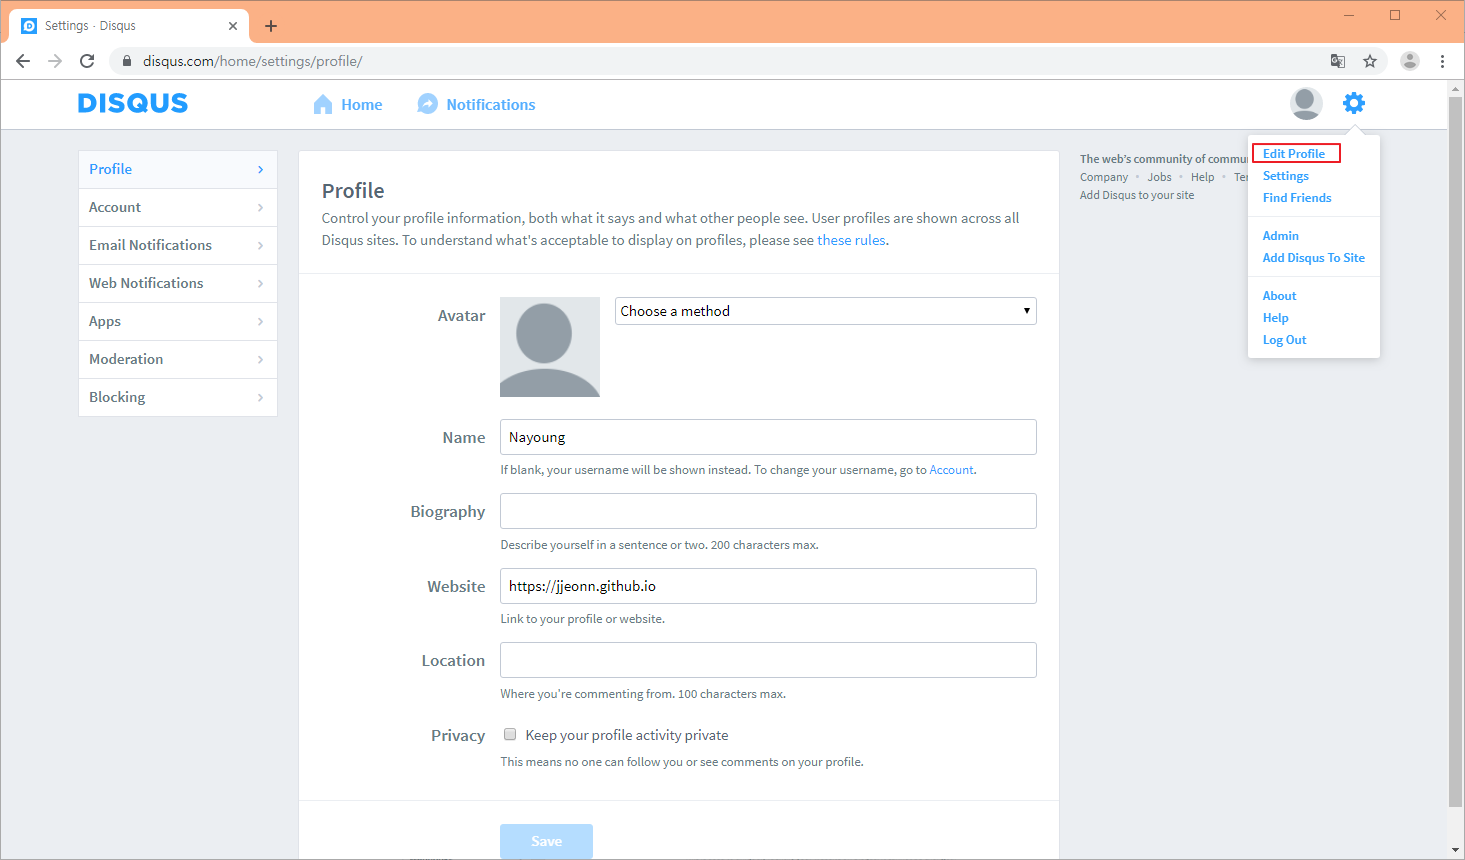 Settings - Disqus
disqus.com/home/settings/profile/
DISQUS
Home
Notifications
Edit Profile
Settings
Find Friends
Admin
Add Disqus To Site
About
Help
Log Out
Profile
Account
Email Notifications
Web Notifications
Apps
Moderation
Blocking
Profile
Control your profile information, both what it says and what other people see. User profiles are shown across all
Disqus sites. To understand what's acceptable to display on profiles, please see these rules.
Avatar
Choose a method
Name
Nayoung
If blank, your username will be shown instead. To change your username, go to Account.
Biography
Describe yourself in a sentence or two. 200 characters max.
Website
https://jjeonn.github.io
Link to your profile or website.
Location
Where you're commenting from. 100 characters max.
Privacy
Keep your profile activity private
This means no one can follow you or see comments on your profile.
Save
The web's community of
Company • Jobs • Help •
Add Disqus to your site